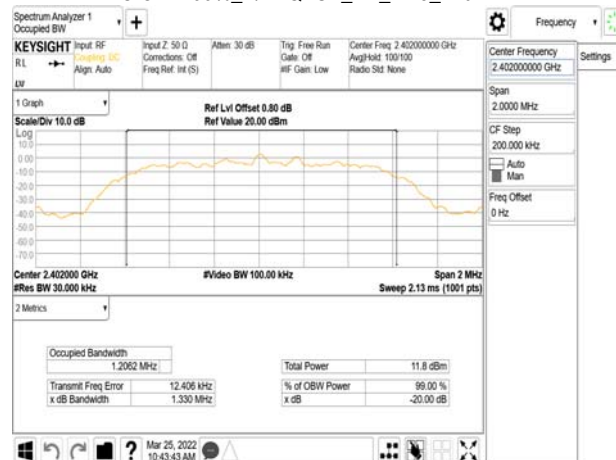 Spectrum Analyzer 1
Occupied BW
Frequency
KEYSIGHT
Input: RF
Input Z: 50 Ω
Atten: 30 dB
Trig: Free Run
Center Freq: 2.402000000 GHz
RL
Coupling: DC
Corrections: Off
Gate: Off
Avg|Hold: 100/100
Align: Auto
Freq Ref: Int (S)
#IF Gain: Low
Radio Std: None
Center Frequency
2.402000000 GHz
Settings
Span
2.0000 MHz
CF Step
200.000 kHz
Auto
Man
Freq Offset
0 Hz
1 Graph
Ref Lvl Offset 0.80 dB
Scale/Div 10.0 dB
Ref Value 20.00 dBm
Log
10.0
0.00
-10.0
-20.0
-30.0
-40.0
-50.0
-60.0
-70.0
Center 2.402000 GHz
#Video BW 100.00 kHz
Span 2 MHz
#Res BW 30.000 kHz
Sweep 2.13 ms (1001 pts)
2 Metrics
Occupied Bandwidth
1.2062 MHz
Total Power
11.8 dBm
Transmit Freq Error
12.406 kHz
% of OBW Power
99.00 %
x dB Bandwidth
1.330 MHz
x dB
-20.00 dB
Mar 25, 2022
10:43:43 AM